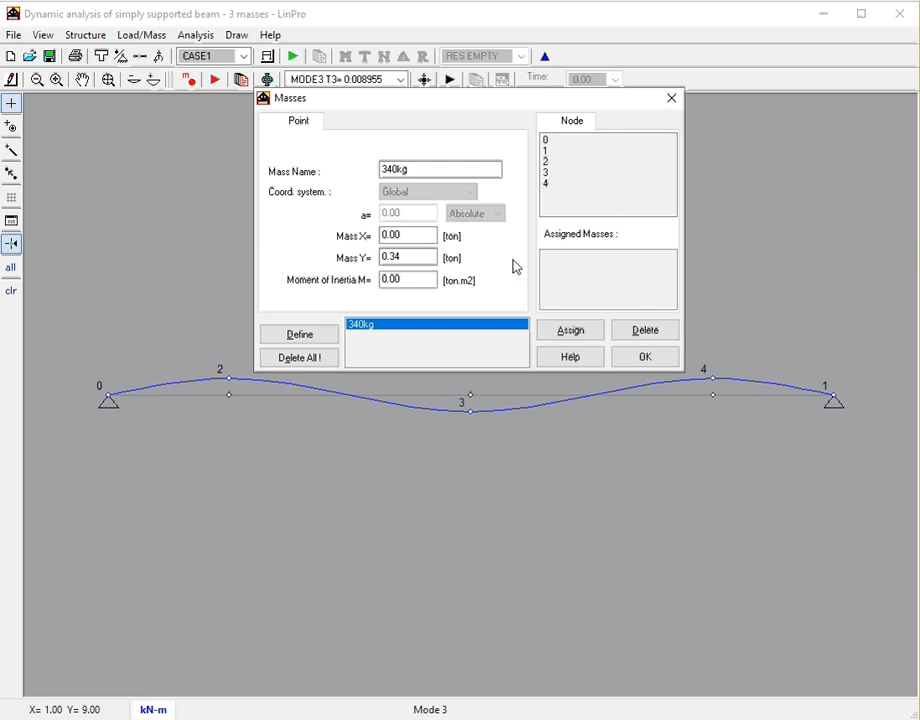 Dynamic analysis of simply supported beam - 3 masses - LinPro
File View Structure Load/Mass Analysis Draw Help
CASE1 M T N A R RES EMPTY
m MODE3 T3= 0.008955 Time: 0.00
Masses
Point
Node
Mass Name : 340kg
Coord. system. : Global
a= 0.00 Absolute
Mass X= 0.00 [ton]
Mass Y= 0.34 [ton]
Moment of Inertia M= 0.00 [ton.m2]
0
1
2
3
4
Assigned Masses :
Define
Delete All !
340kg
Assign
Delete
Help
OK
all
clr
0 2 3 4 1
X= 1.00 Y= 9.00 kN-m Mode 3